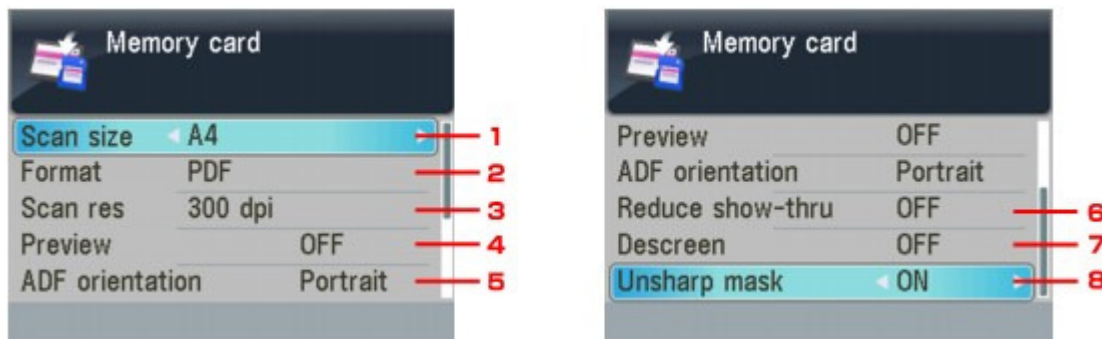 Memory card
Scan size A4 1
Format PDF 2
Scan res 300 dpi 3
Preview OFF 4
ADF orientation Portrait 5
Memory card
Preview OFF
ADF orientation Portrait
Reduce show-thru OFF 6
Descreen OFF 7
Unsharp mask ON 8